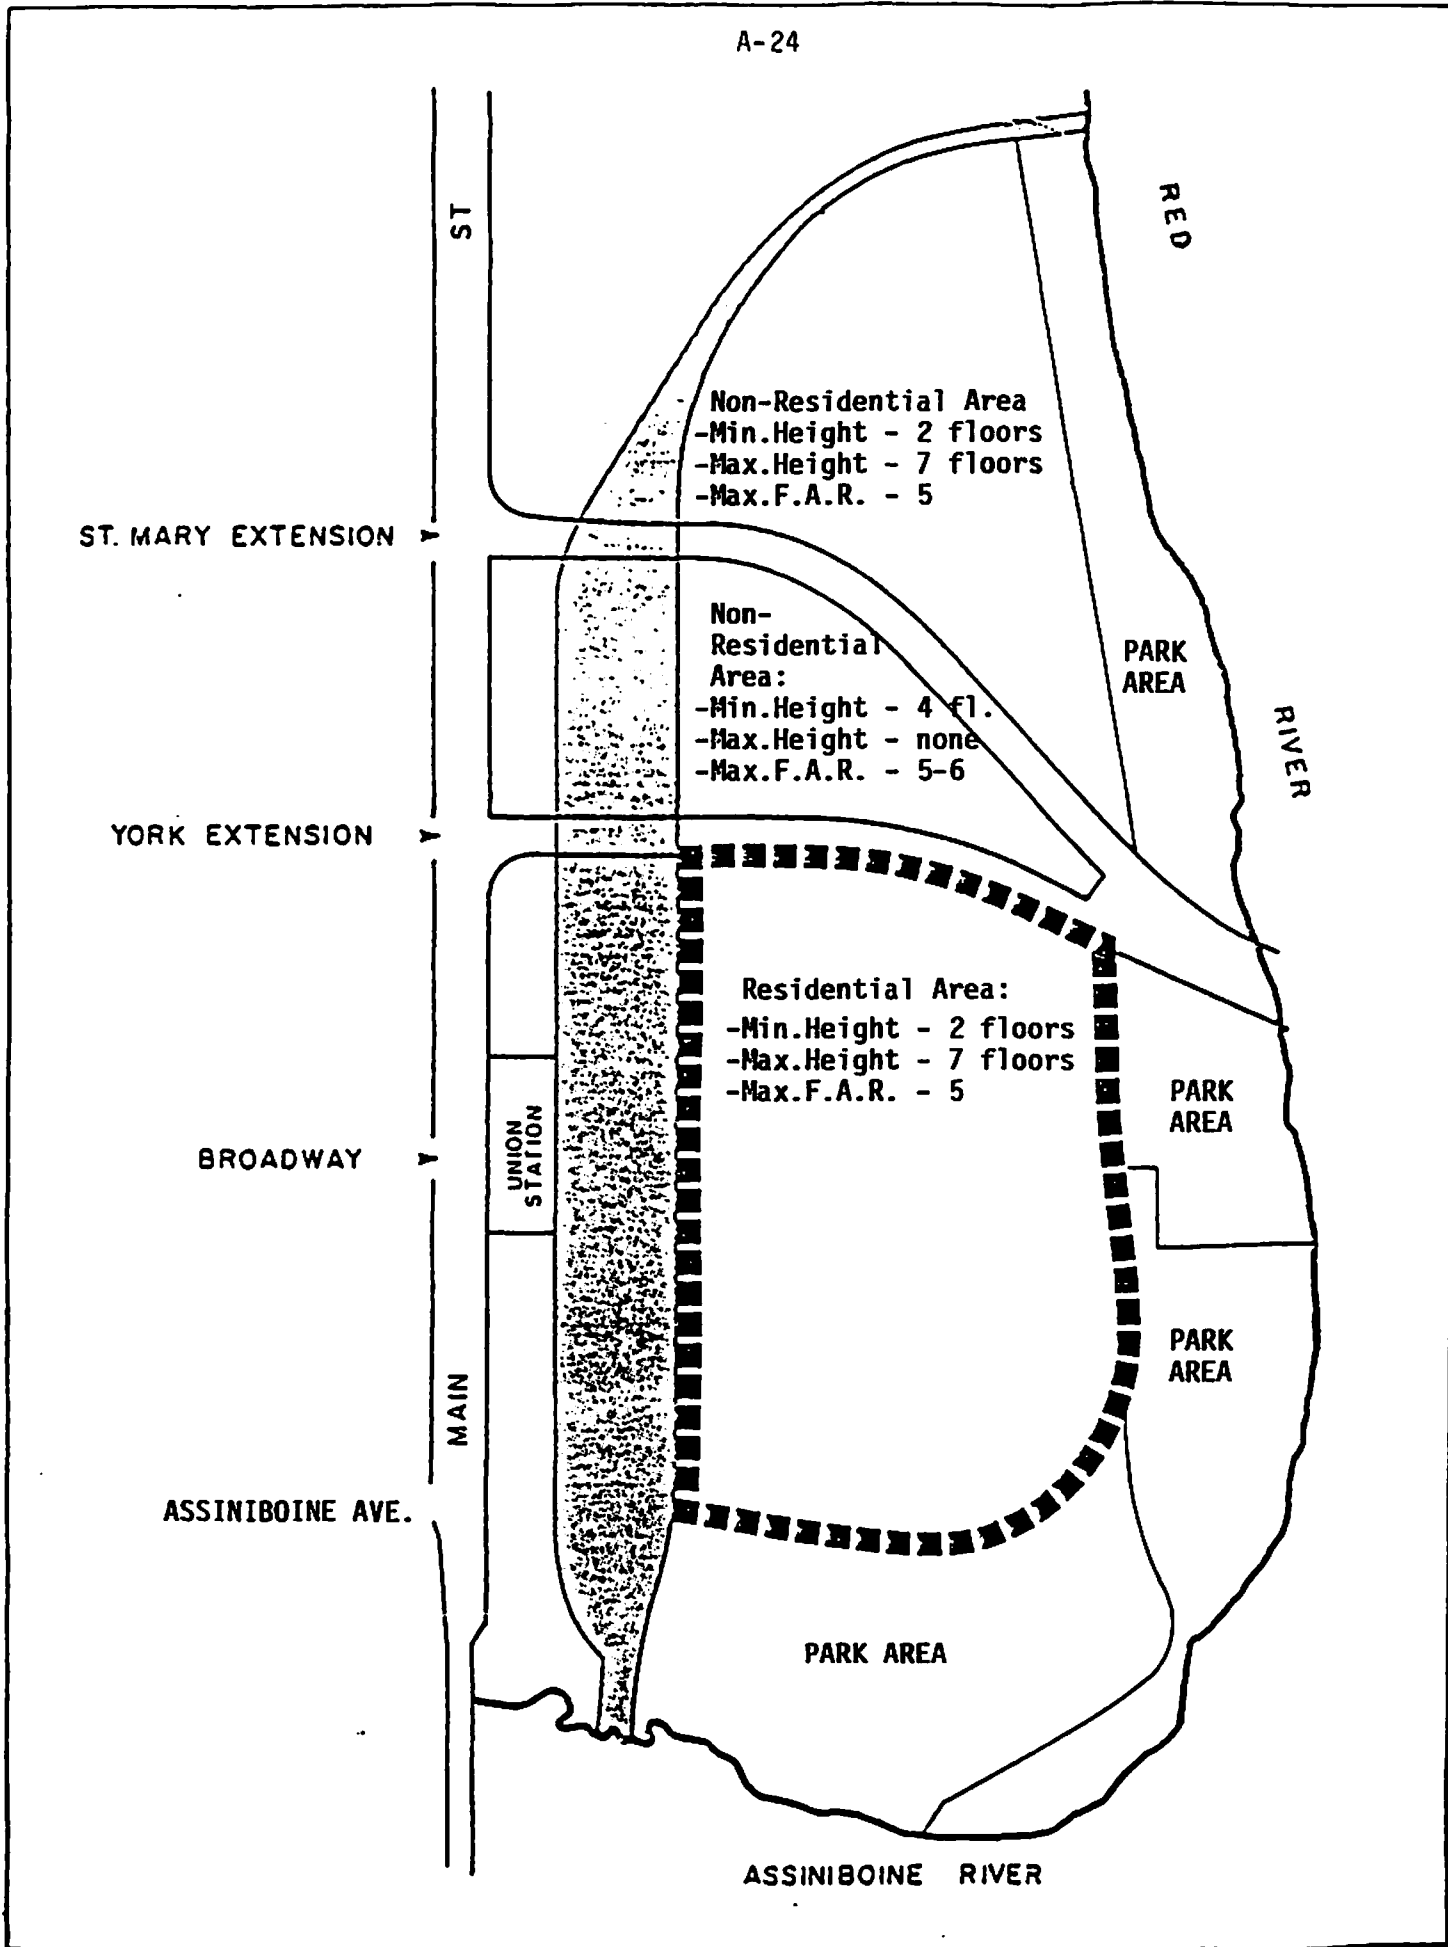 A-24
ST
RED
Non-Residential Area
-Min.Height - 2 floors
-Max.Height - 7 floors
-Max.F.A.R. - 5
ST. MARY EXTENSION
Non-
Residential
Area:
-Min.Height - 4 fl.
-Max.Height - none
-Max.F.A.R. - 5-6
PARK
AREA
RIVER
YORK EXTENSION
Residential Area:
-Min.Height - 2 floors
-Max.Height - 7 floors
-Max.F.A.R. - 5
PARK
AREA
BROADWAY
UNION
STATION
PARK
AREA
MAIN
ASSINIBOINE AVE.
PARK AREA
ASSINIBOINE RIVER